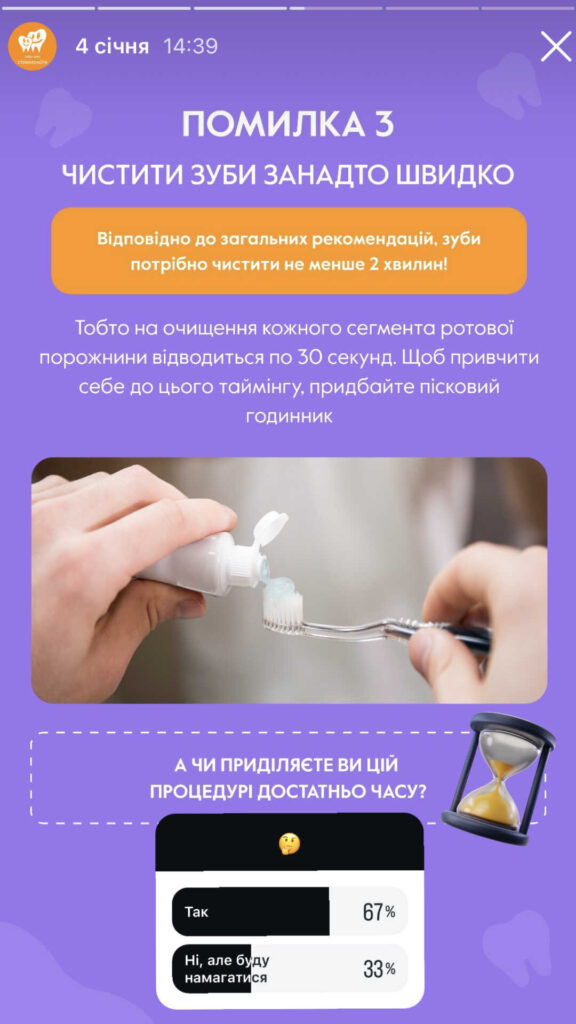 4 січня 14:39
ПОМИЛКА 3
ЧИСТИТИ ЗУБИ ЗАНАДТО ШВИДКО
Відповідно до загальних рекомендацій, зуби
потрібно чистити не менше 2 хвилин!
Тобто на очищення кожного сегмента ротової
порожнини відводиться по 30 секунд. Щоб привчити
себе до цього таймінгу, придбайте пісковий
годинник
А ЧИ ПРИДІЛЯЄТЕ ВИ ЦІЙ
ПРОЦЕДУРІ ДОСТАТНЬО ЧАСУ?
🤔
Так 67%
Ні, але буду
намагатися 33%